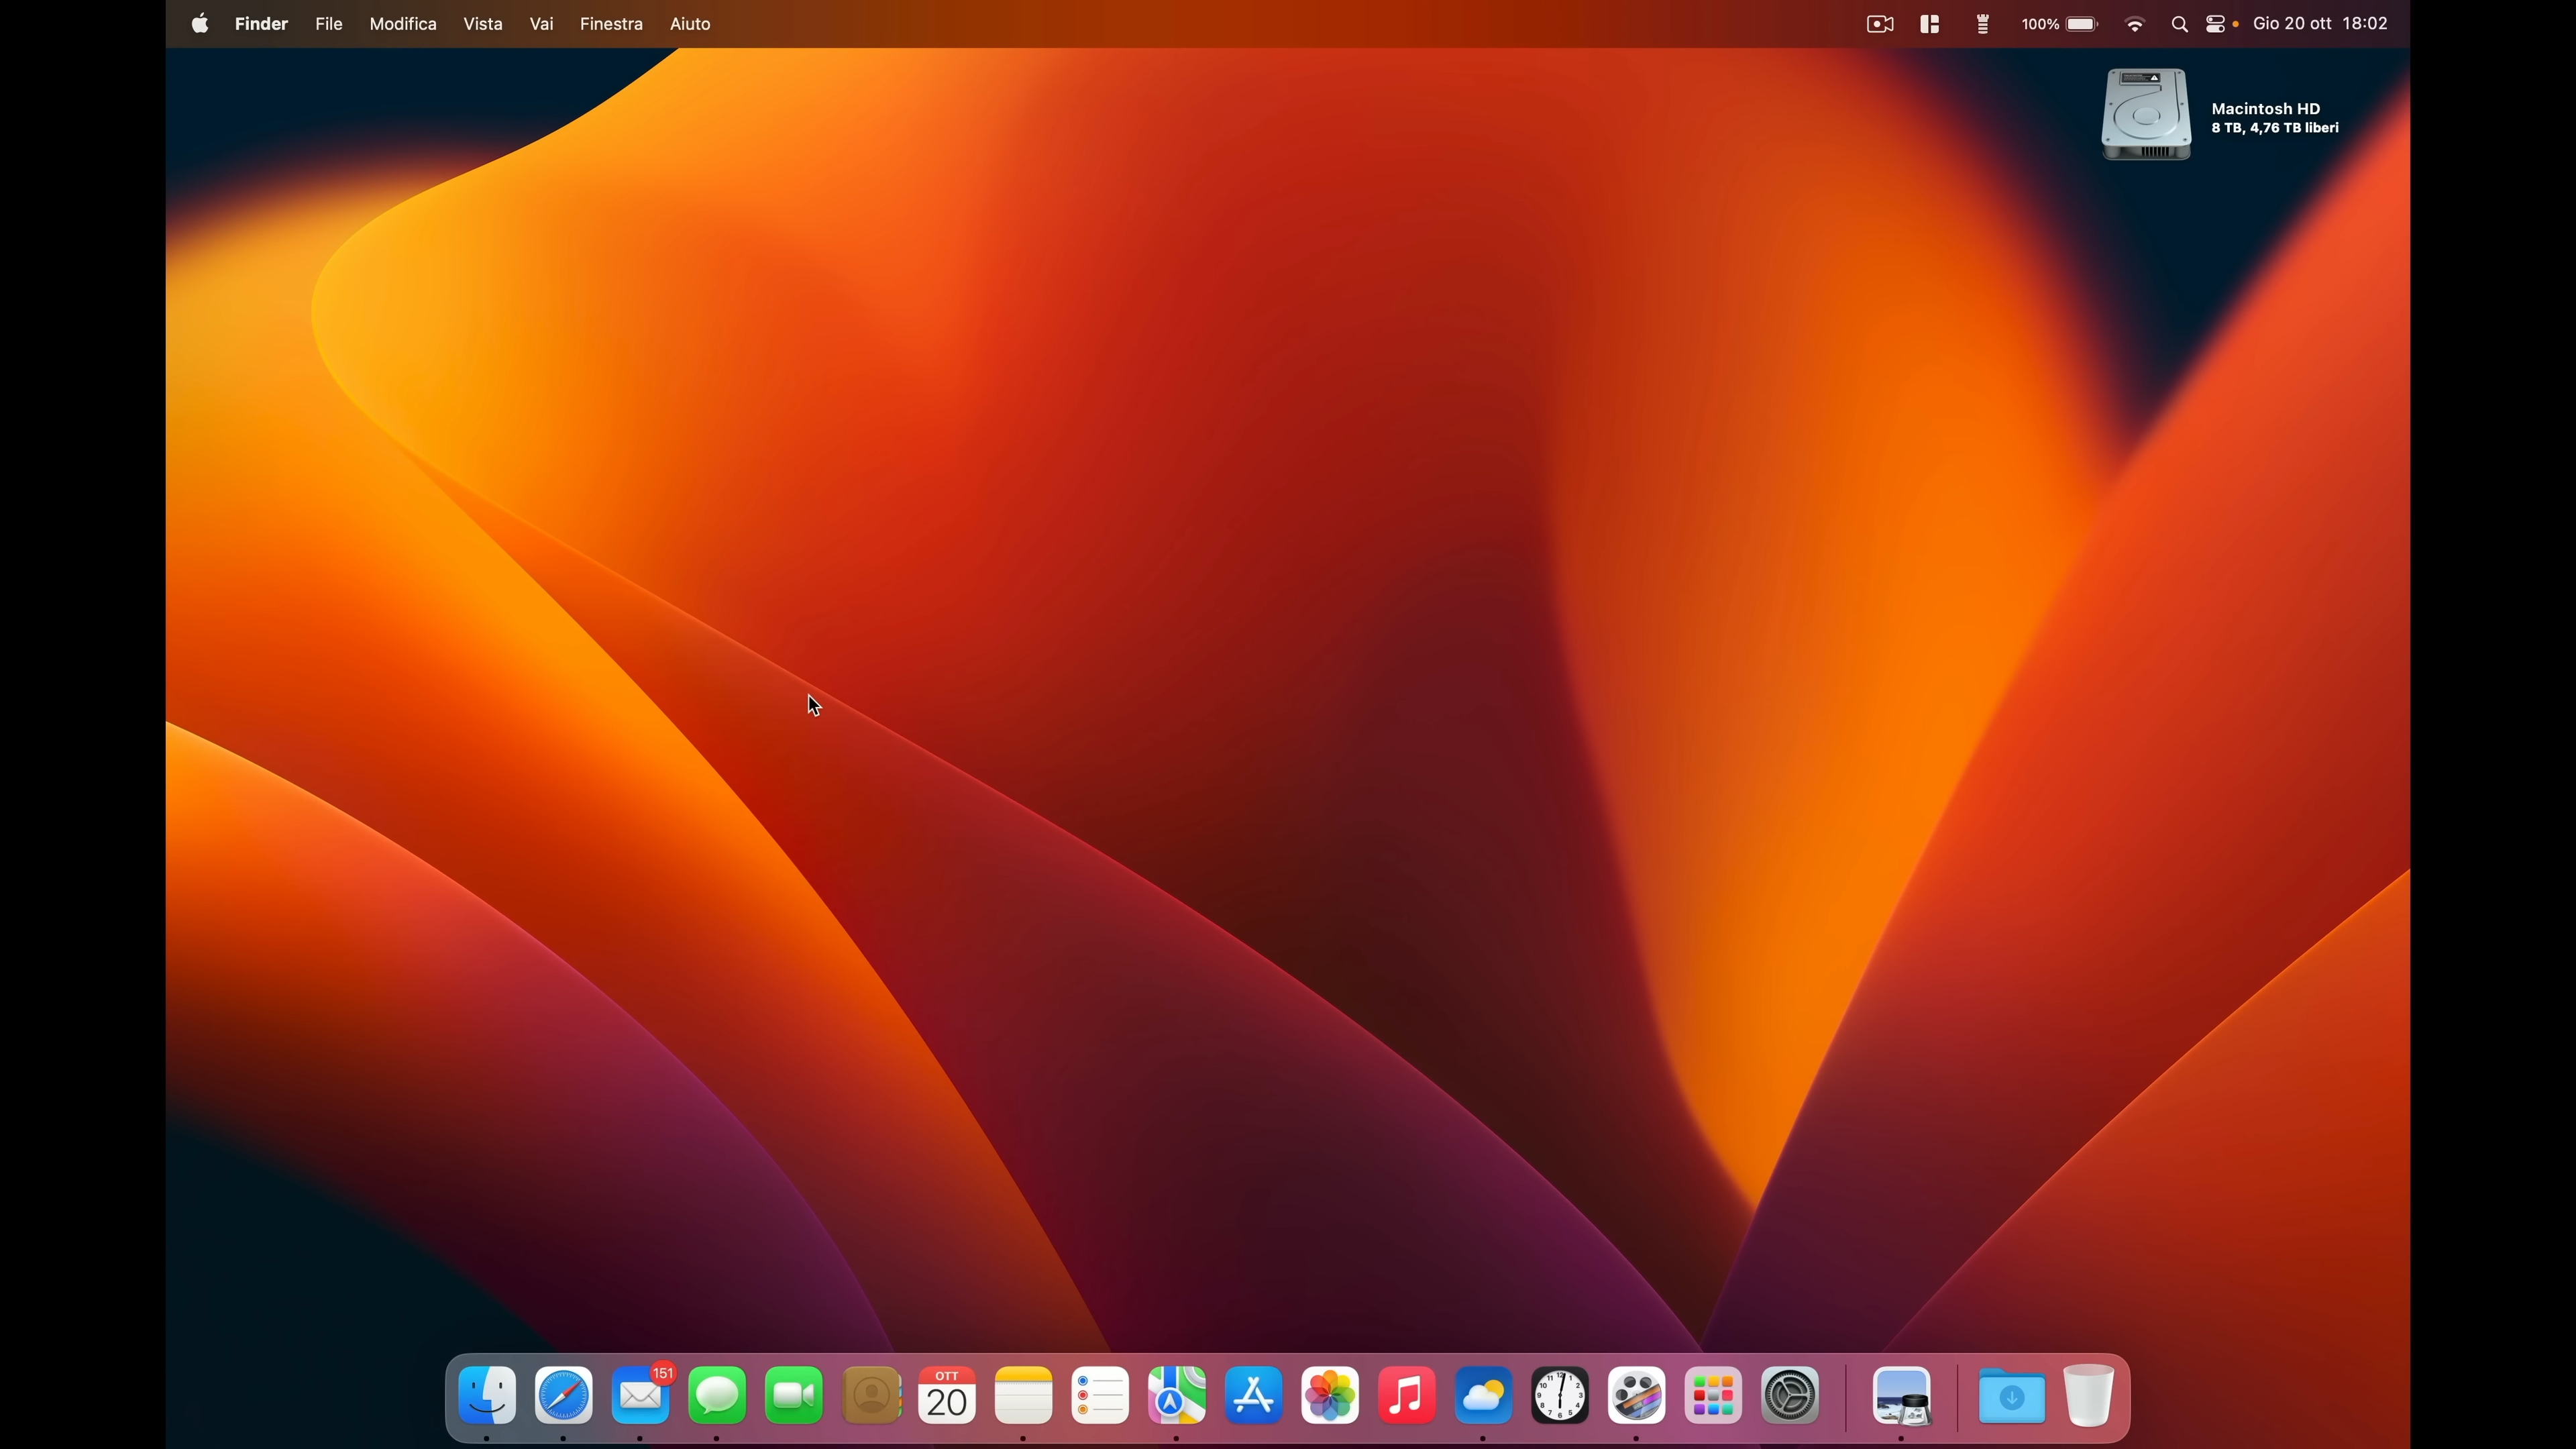 Finder File Modifica Vista Vai Finestra Aiuto 100% Gio 20 ott 18:02
Macintosh HD
8 TB, 4,76 TB liberi
151
OTT
20